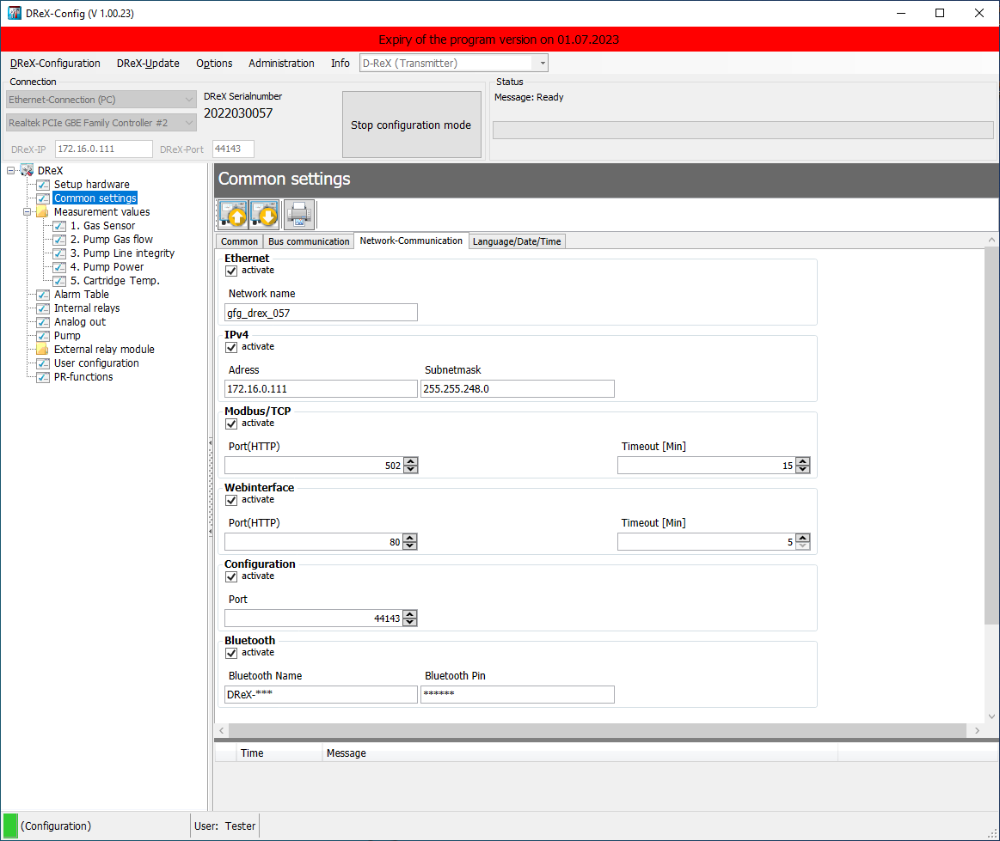 DReX-Config (V 1.00.23)
Expiry of the program version on 01.07.2023
DReX-Configuration DReX-Update Options Administration Info D-ReX (Transmitter)
Connection
Ethernet-Connection (PC)
Realtek PCIe GBE Family Controller #2
DReX Serialnumber
2022030057
DReX-IP 172.16.0.111 DReX-Port 44143
Stop configuration mode
Status
Message: Ready
DReX
Setup hardware
Common settings
Measurement values
1. Gas Sensor
2. Pump Gas flow
3. Pump Line integrity
4. Pump Power
5. Cartridge Temp.
Alarm Table
Internal relays
Analog out
Pump
External relay module
User configuration
PR-functions
Common settings
Common Bus communication Network-Communication Language/Date/Time
Ethernet
activate
Network name
gfg_drex_057
IPv4
activate
Adress Subnetmask
172.16.0.111 255.255.248.0
Modbus/TCP
activate
Port(HTTP) Timeout [Min]
502 15
Webinterface
activate
Port(HTTP) Timeout [Min]
80 5
Configuration
activate
Port
44143
Bluetooth
activate
Bluetooth Name Bluetooth Pin
DReX-*** ******
Time Message
(Configuration) User: Tester